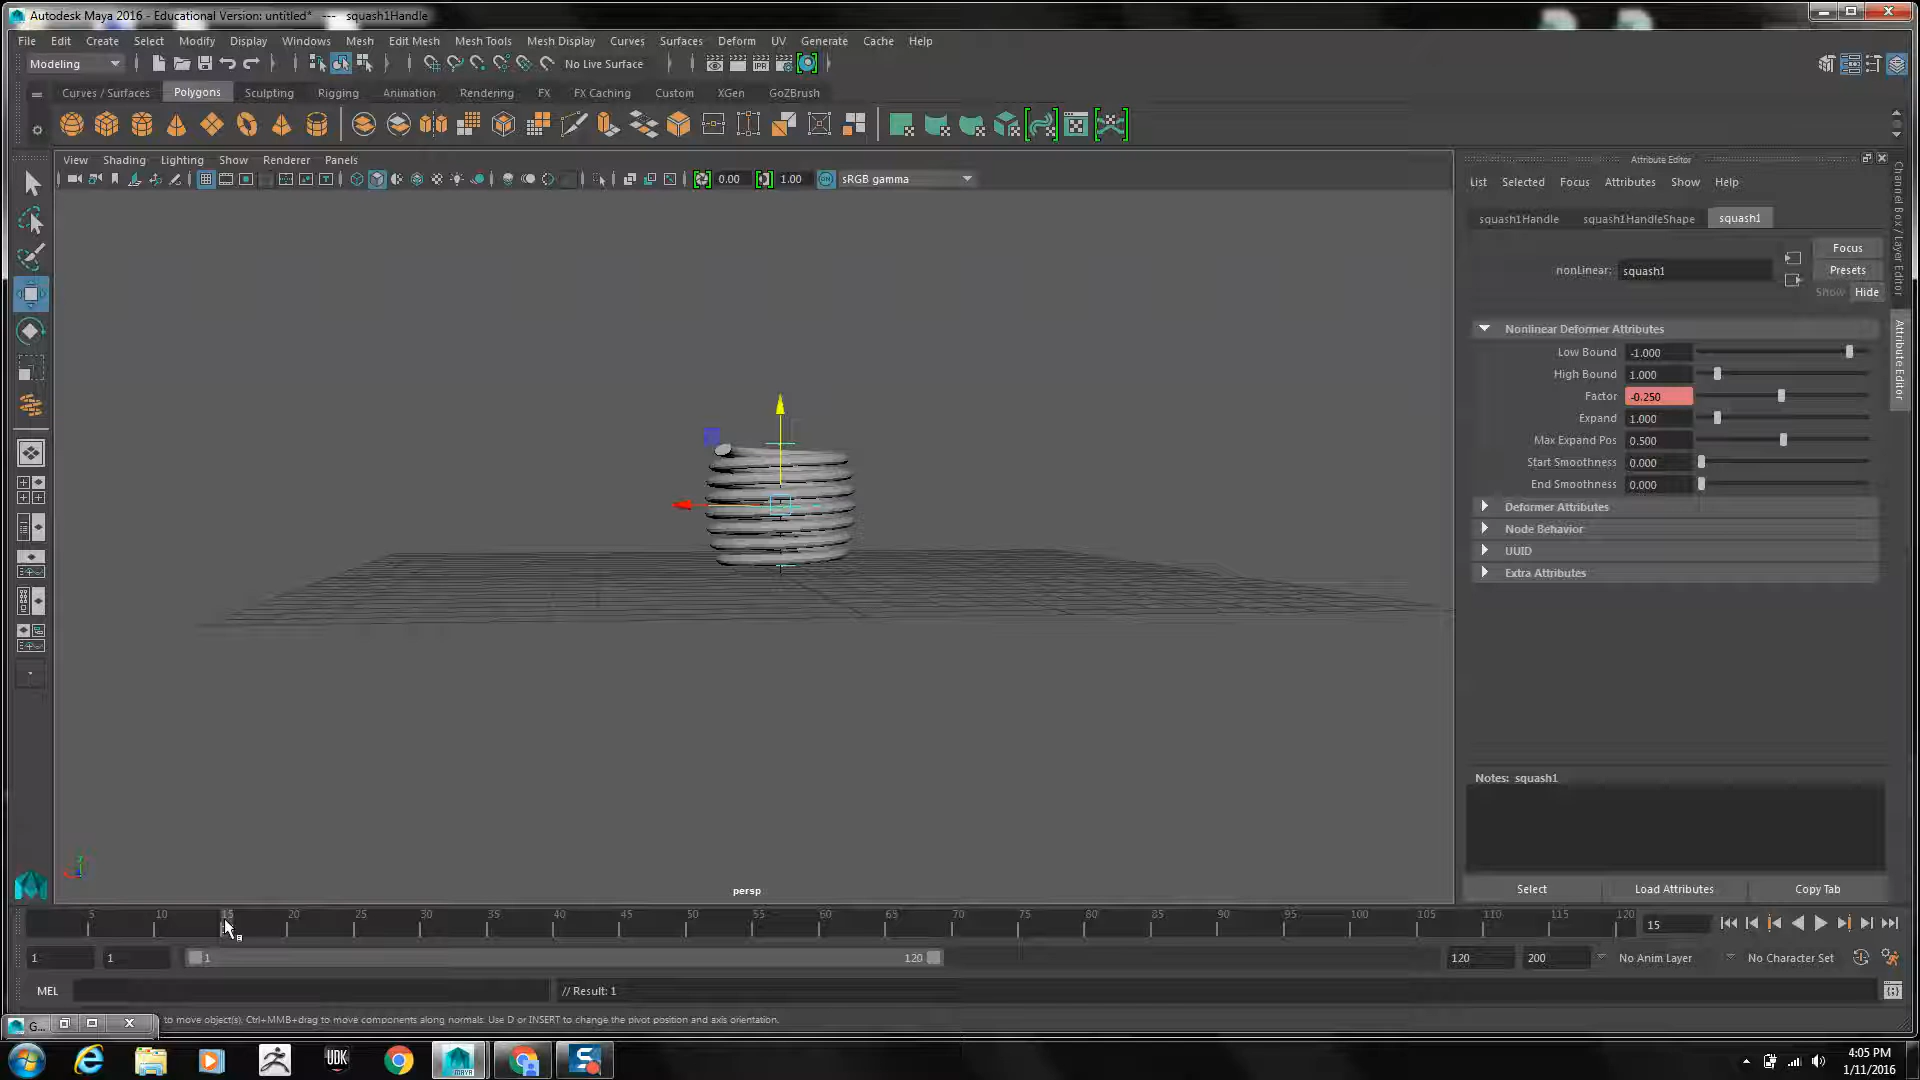 Autodesk Maya 2016 - Educational Version: untitled*   ---   squash1Handle
File Edit Create Select Modify Display Windows Mesh Edit Mesh Mesh Tools Mesh Display Curves Surfaces Deform UV Generate Cache Help
Modeling No Live Surface
Curves / Surfaces Polygons Sculpting Rigging Animation Rendering FX FX Caching Custom XGen GoZBrush
View Shading Lighting Show Renderer Panels
0.00 1.00 ON sRGB gamma
Attribute Editor
List Selected Focus Attributes Show Help
squash1Handle squash1HandleShape squash1
Focus
nonLinear: squash1 Presets
Show Hide
Nonlinear Deformer Attributes
Low Bound -1.000
High Bound 1.000
Factor -0.250
Expand 1.000
Max Expand Pos 0.500
Start Smoothness 0.000
End Smoothness 0.000
Deformer Attributes
Node Behavior
UUID
Extra Attributes
Notes: squash1
Select Load Attributes Copy Tab
Channel Box / Layer Editor
Attribute Editor
persp
5 10 15 20 25 30 35 40 45 50 55 60 65 70 75 80 85 90 95 100 105 110 115 120 15
1 1 1 120 120 200 No Anim Layer No Character Set
MEL // Result: 1
G... to move object(s). Ctrl+MMB+drag to move components along normals. Use D or INSERT to change the pivot position and axis orientation.
UDK MAYA S
4:05 PM
1/11/2016